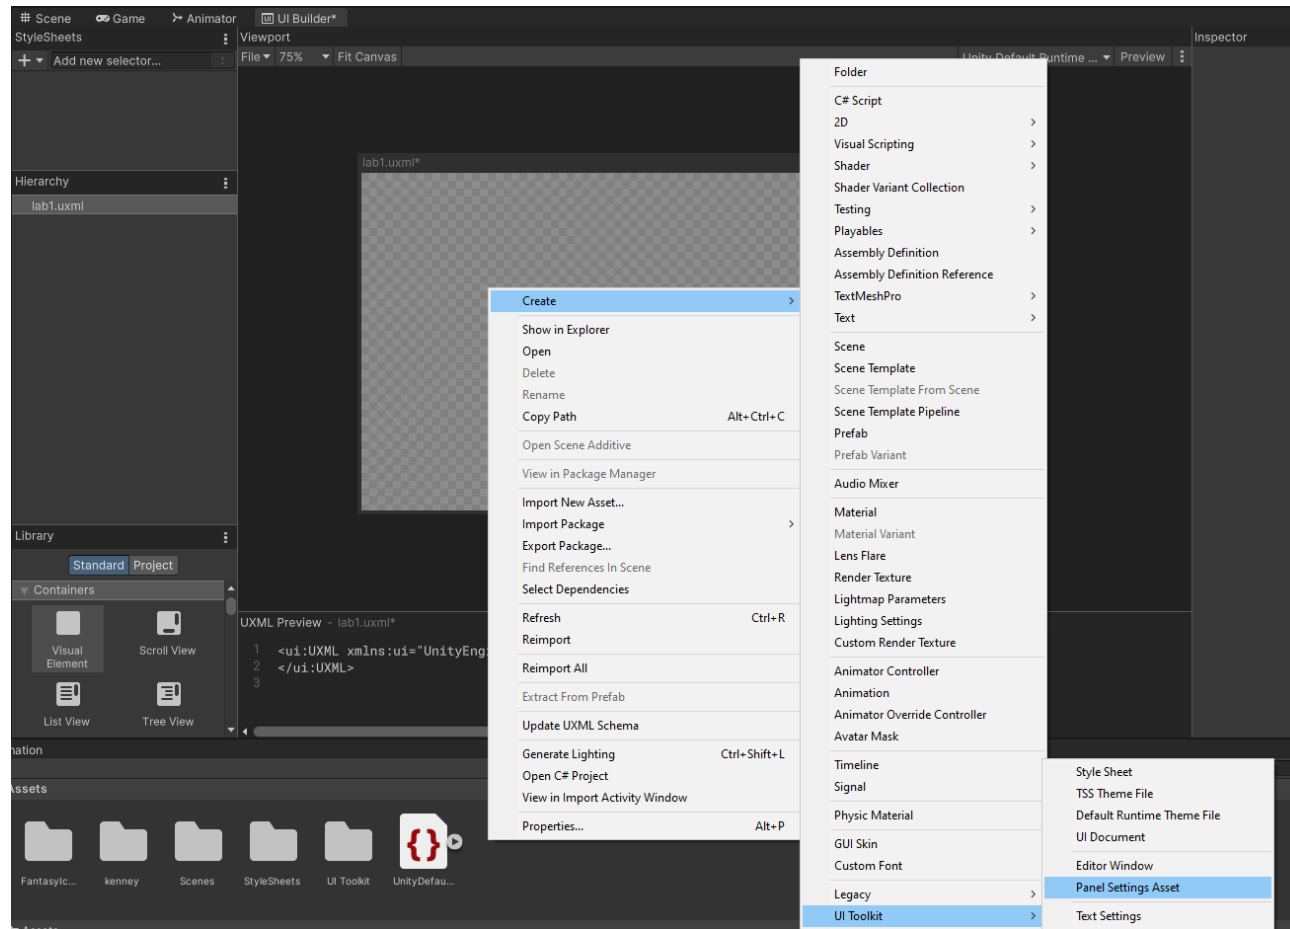 Scene
Game
Animator
UI Builder*
StyleSheets
Viewport
Inspector
Add new selector...
File
75%
Fit Canvas
Unity Default Runtime ...
Preview
lab1.uxml*
Hierarchy
lab1.uxml
Library
Standard
Project
Containers
Visual
Element
Scroll View
List View
Tree View
UXML Preview - lab1.uxml*
1 <ui:UXML xmlns:ui="UnityEng
2 </ui:UXML>
3
FantasyIc...
kenney
Scenes
StyleSheets
UI Toolkit
UnityDefau...
Create
Show in Explorer
Open
Delete
Rename
Copy Path Alt+Ctrl+C
Open Scene Additive
View in Package Manager
Import New Asset...
Import Package
Export Package...
Find References In Scene
Select Dependencies
Refresh Ctrl+R
Reimport
Reimport All
Extract From Prefab
Update UXML Schema
Generate Lighting Ctrl+Shift+L
Open C# Project
View in Import Activity Window
Properties... Alt+P
Folder
C# Script
2D
Visual Scripting
Shader
Shader Variant Collection
Testing
Playables
Assembly Definition
Assembly Definition Reference
TextMeshPro
Text
Scene
Scene Template
Scene Template From Scene
Scene Template Pipeline
Prefab
Prefab Variant
Audio Mixer
Material
Material Variant
Lens Flare
Render Texture
Lightmap Parameters
Lighting Settings
Custom Render Texture
Animator Controller
Animation
Animator Override Controller
Avatar Mask
Timeline
Signal
Physic Material
GUI Skin
Custom Font
Legacy
UI Toolkit
Style Sheet
TSS Theme File
Default Runtime Theme File
UI Document
Editor Window
Panel Settings Asset
Text Settings